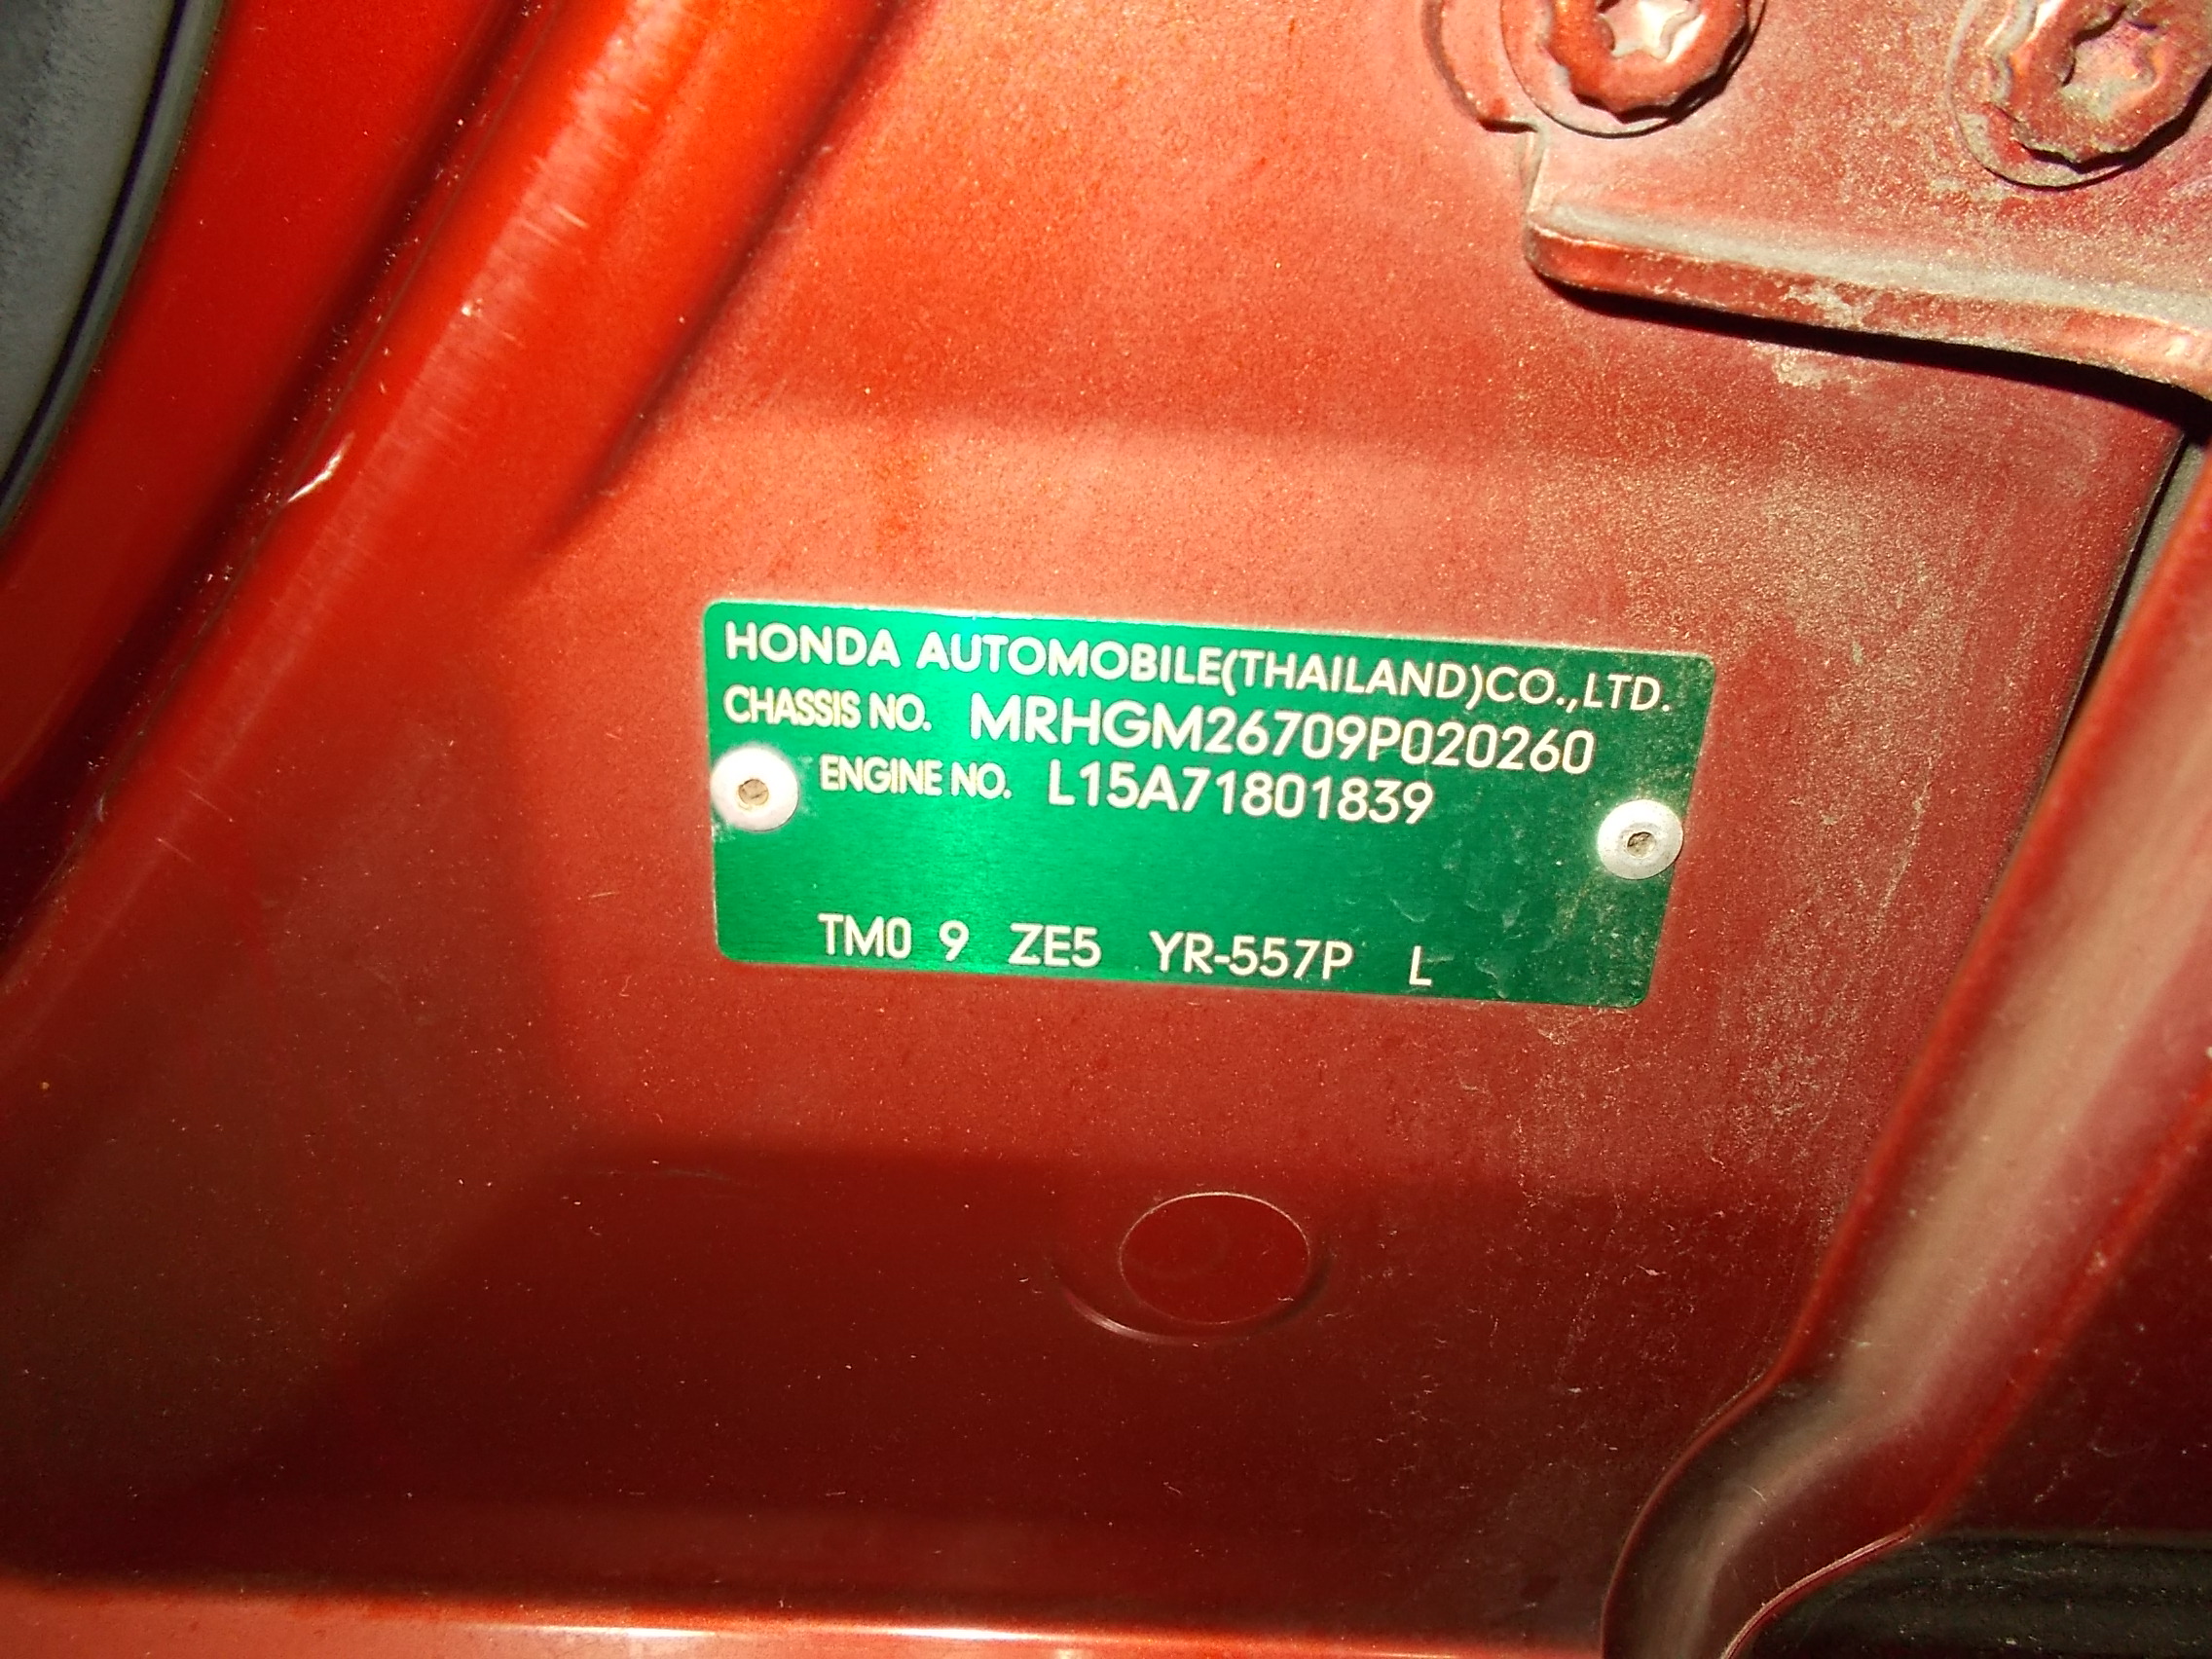 HONDA AUTOMOBILE(THAILAND)CO.,LTD.
CHASSIS NO. MRHGM26709P020260
ENGINE NO. L15A71801839
TM0 9 ZE5 YR-557P L